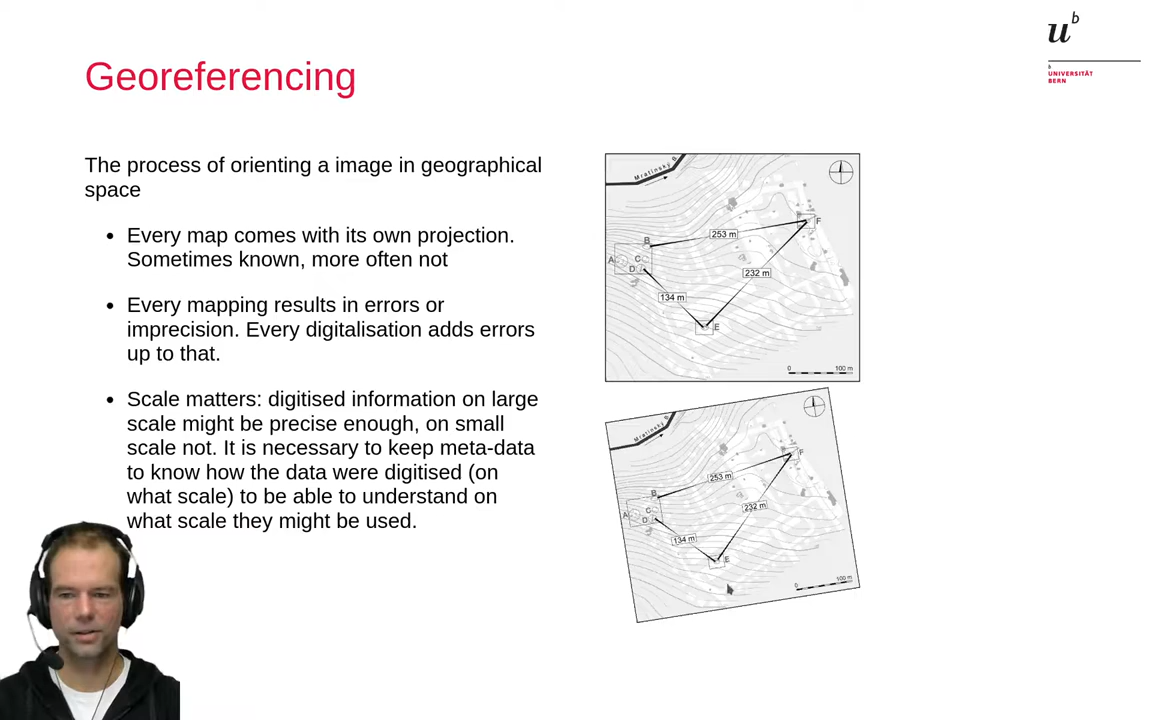 Georeferencing
u b
b
UNIVERSITÄT
BERN
The process of orienting a image in geographical
space
Every map comes with its own projection.
Sometimes known, more often not
Every mapping results in errors or
imprecision. Every digitalisation adds errors
up to that.
Scale matters: digitised information on large
scale might be precise enough, on small
scale not. It is necessary to keep meta-data
to know how the data were digitised (on
what scale) to be able to understand on
what scale they might be used.
Mratínský B.
F
253 m
B
A
C
D
232 m
134 m
E
0
100 m
Mratínský B.
F
253 m
B
A
C
D
232 m
134 m
E
0
100 m